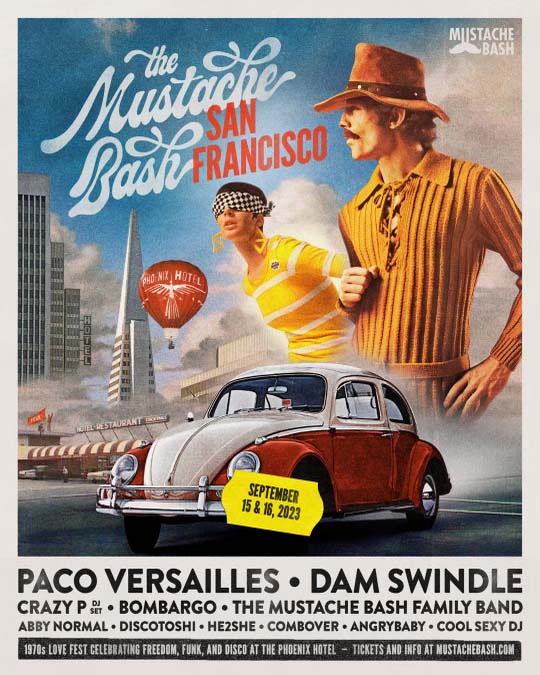 MUSTACHE
BASH
the
Mustache
Bash
SAN
FRANCISCO
PHOENIX HOTEL
HOTEL
HOTEL-RESTAURANT
SEPTEMBER
15 & 16, 2023
PACO VERSAILLES • DAM SWINDLE
CRAZY P DJ SET • BOMBARGO • THE MUSTACHE BASH FAMILY BAND
ABBY NORMAL • DISCOTOSHI • HE2SHE • COMBOVER • ANGRYBABY • COOL SEXY DJ
1970s LOVE FEST CELEBRATING FREEDOM, FUNK, AND DISCO AT THE PHOENIX HOTEL – TICKETS AND INFO AT MUSTACHEBASH.COM